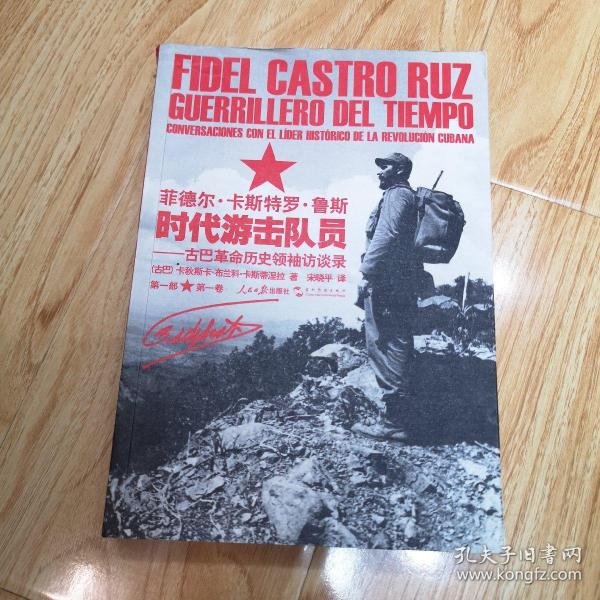 FIDEL CASTRO RUZ
GUERRILLERO DEL TIEMPO
CONVERSACIONES CON EL LÍDER HISTÓRICO DE LA REVOLUCIÓN CUBANA
菲德尔·卡斯特罗·鲁斯
时代游击队员
——古巴革命历史领袖访谈录
(古巴) 卡秋斯卡·布兰科·卡斯蒂涅拉 著 宋晓平 译
第一部 ★ 第一卷 人民日报出版社
孔夫子旧书网
www.kongfz.com